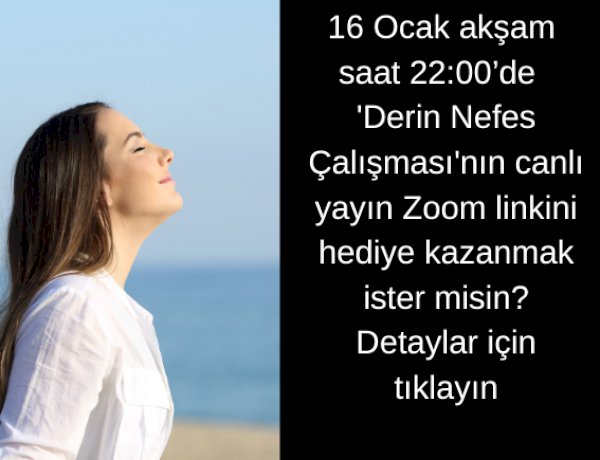 16 Ocak akşam
saat 22:00’de
'Derin Nefes
Çalışması'nın canlı
yayın Zoom linkini
hediye kazanmak
ister misin?
Detaylar için
tıklayın